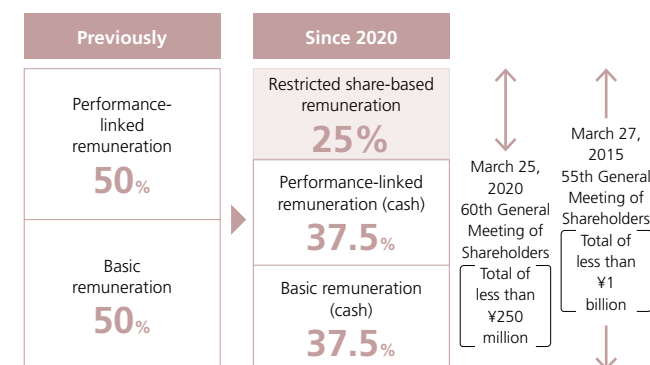 Previously
Performance-
linked
remuneration
50%
Basic
remuneration
50%
Since 2020
Restricted share-based
remuneration
25%
Performance-linked
remuneration (cash)
37.5%
Basic remuneration
(cash)
37.5%
March 25,
2020
60th General
Meeting of
Shareholders
Total of
less than
¥250
million
March 27,
2015
55th General
Meeting of
Shareholders
Total of
less than
¥1
billion